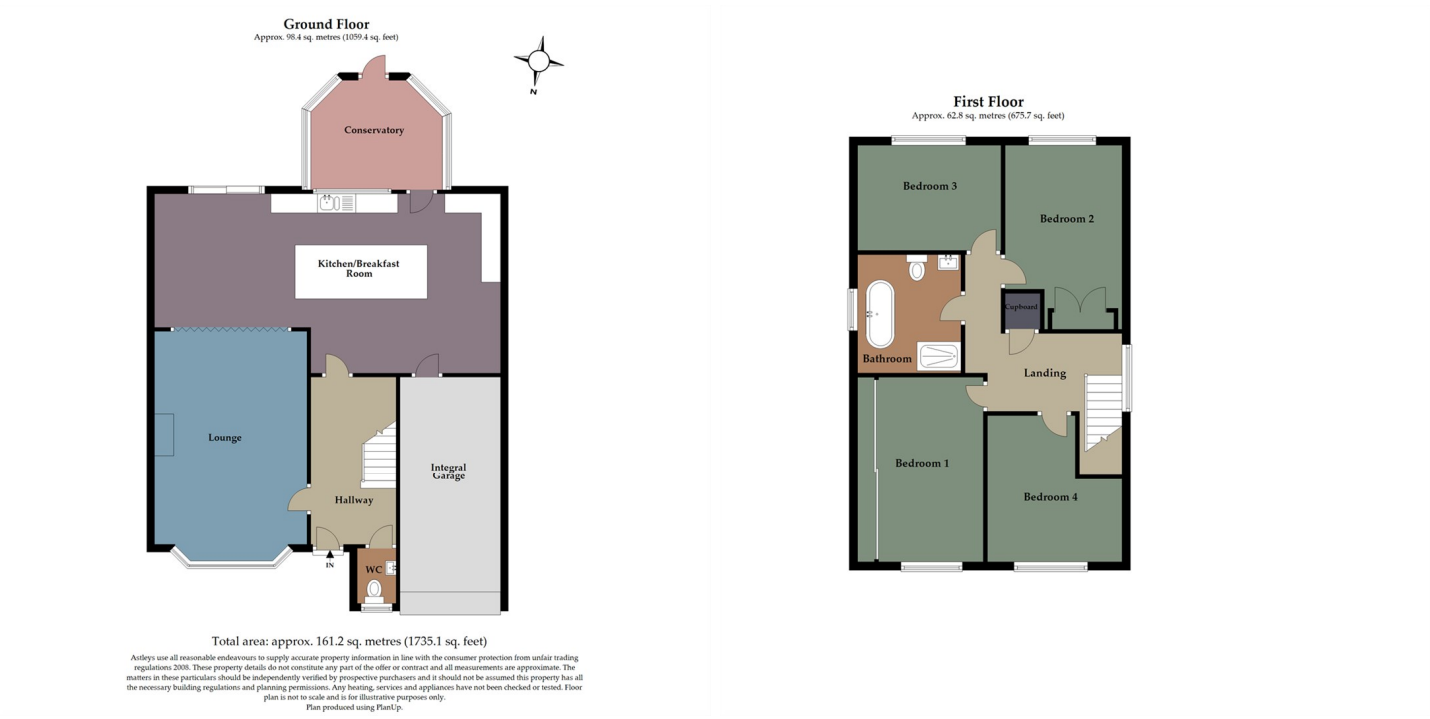 Ground Floor
Approx. 98.4 sq. metres (1059.4 sq. feet)
N
Conservatory
Kitchen/Breakfast
Room
Lounge
Hallway
Integral
Garage
WC
IN
First Floor
Approx. 62.8 sq. metres (675.7 sq. feet)
Bedroom 3
Bedroom 2
Cupboard
Bathroom
Landing
Bedroom 1
Bedroom 4
Total area: approx. 161.2 sq. metres (1735.1 sq. feet)
Astleys use all reasonable endeavours to supply accurate property information in line with the consumer protection from unfair trading
regulations 2008. These property details do not constitute any part of the offer or contract and all measurements are approximate. The
matters in these particulars should be independently verified by prospective purchasers and it should not be assumed this property has all
the necessary building regulations and planning permissions. Any heating, services and appliances have not been checked or tested. Floor
plan is not to scale and is for illustrative purposes only.
Plan produced using PlanUp.